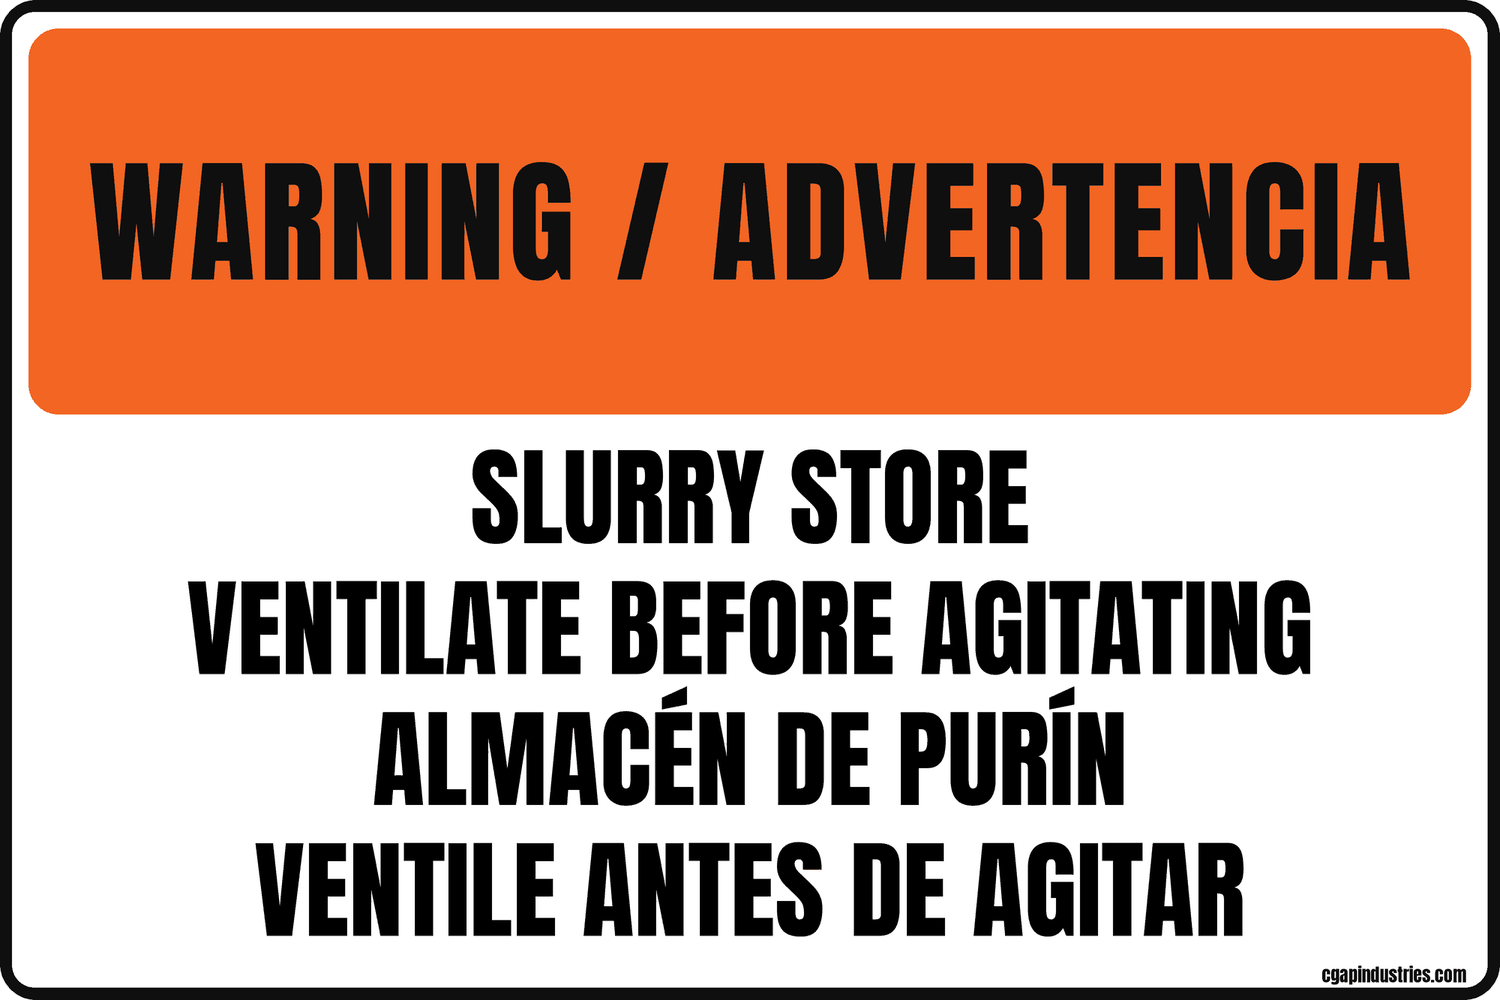 WARNING / ADVERTENCIA
SLURRY STORE
VENTILATE BEFORE AGITATING
ALMACÉN DE PURÍN
VENTILE ANTES DE AGITAR
cgapindustries.com